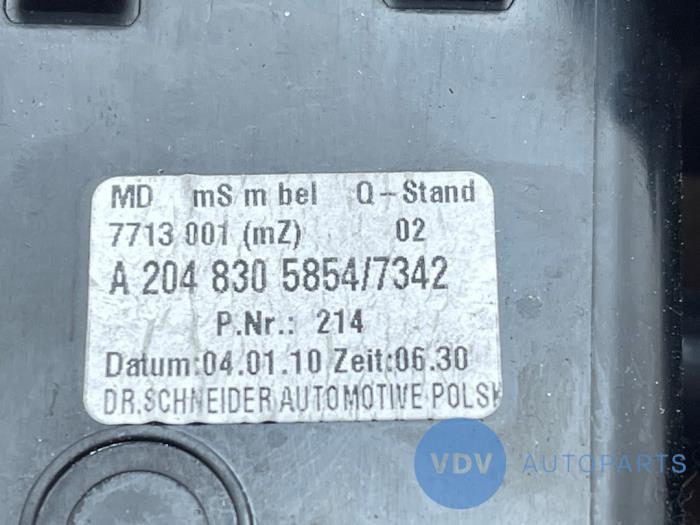 MD mS m bel Q-Stand
7713 001 (mZ) 02
A 204 830 5854/7342
P.Nr.: 214
Datum:04.01.10 Zeit:06.30
DR.SCHNEIDER AUTOMOTIVE POLSK
VDV AUTOPARTS